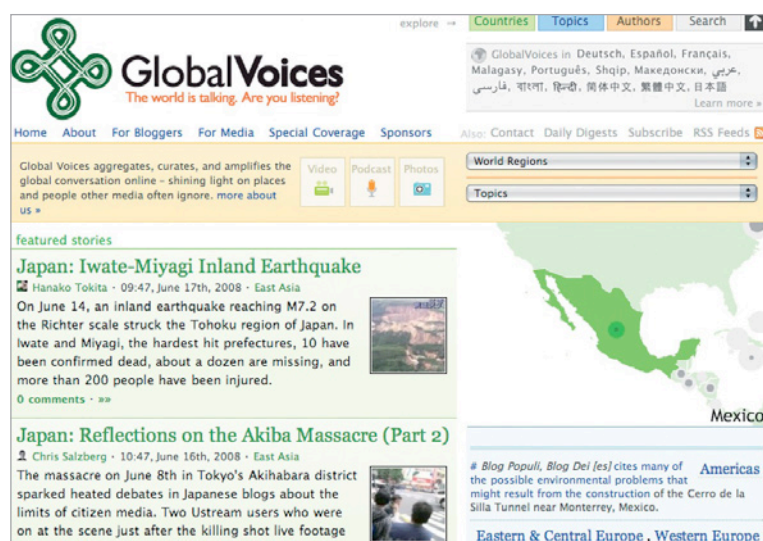 explore → Countries Topics Authors Search
GlobalVoices
The world is talking. Are you listening?
GlobalVoices in Deutsch, Español, Français,
Malagasy, Português, Shqip, Македонски, عربي,
فارسی, বাংলা, हिन्दी, 简体中文, 繁體中文, 日本語
Learn more »
Home About For Bloggers For Media Special Coverage Sponsors
Also: Contact Daily Digests Subscribe RSS Feeds
Global Voices aggregates, curates, and amplifies the
global conversation online – shining light on places
and people other media often ignore. more about
us »
Video Podcast Photos
World Regions
Topics
featured stories
Japan: Iwate-Miyagi Inland Earthquake
Hanako Tokita · 09:47, June 17th, 2008 · East Asia
On June 14, an inland earthquake reaching M7.2 on
the Richter scale struck the Tohoku region of Japan. In
Iwate and Miyagi, the hardest hit prefectures, 10 have
been confirmed dead, about a dozen are missing, and
more than 200 people have been injured.
0 comments · »»
Japan: Reflections on the Akiba Massacre (Part 2)
Chris Salzberg · 10:47, June 16th, 2008 · East Asia
The massacre on June 8th in Tokyo's Akihabara district
sparked heated debates in Japanese blogs about the
limits of citizen media. Two Ustream users who were
on at the scene just after the killing shot live footage
Mexico
# Blog Populi, Blog Dei [es] cites many of
the possible environmental problems that
might result from the construction of the Cerro de la
Silla Tunnel near Monterrey, Mexico.
Americas
Eastern & Central Europe , Western Europe